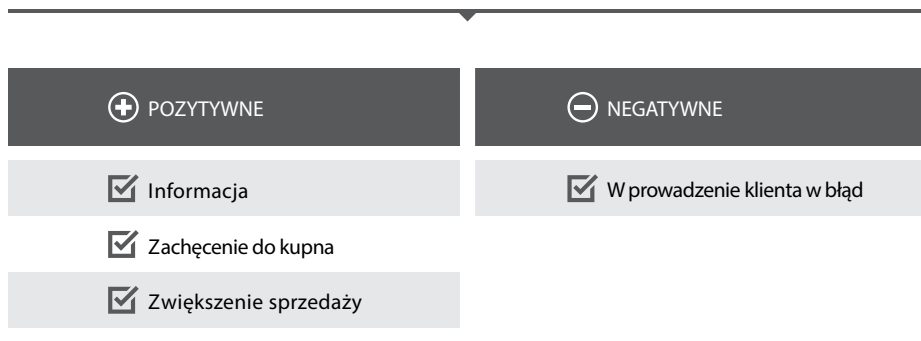 POZYTYWNE
Informacja
Zachęcenie do kupna
Zwiększenie sprzedaży
NEGATYWNE
W prowadzenie klienta w błąd